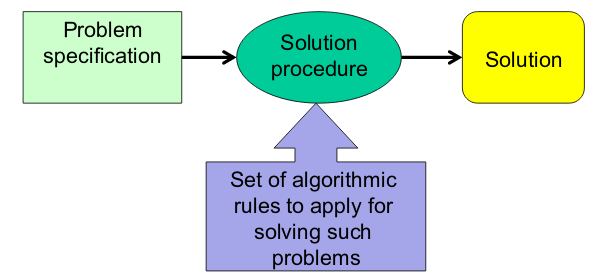 Problem
specification
Solution
procedure
Solution
Set of algorithmic
rules to apply for
solving such
problems